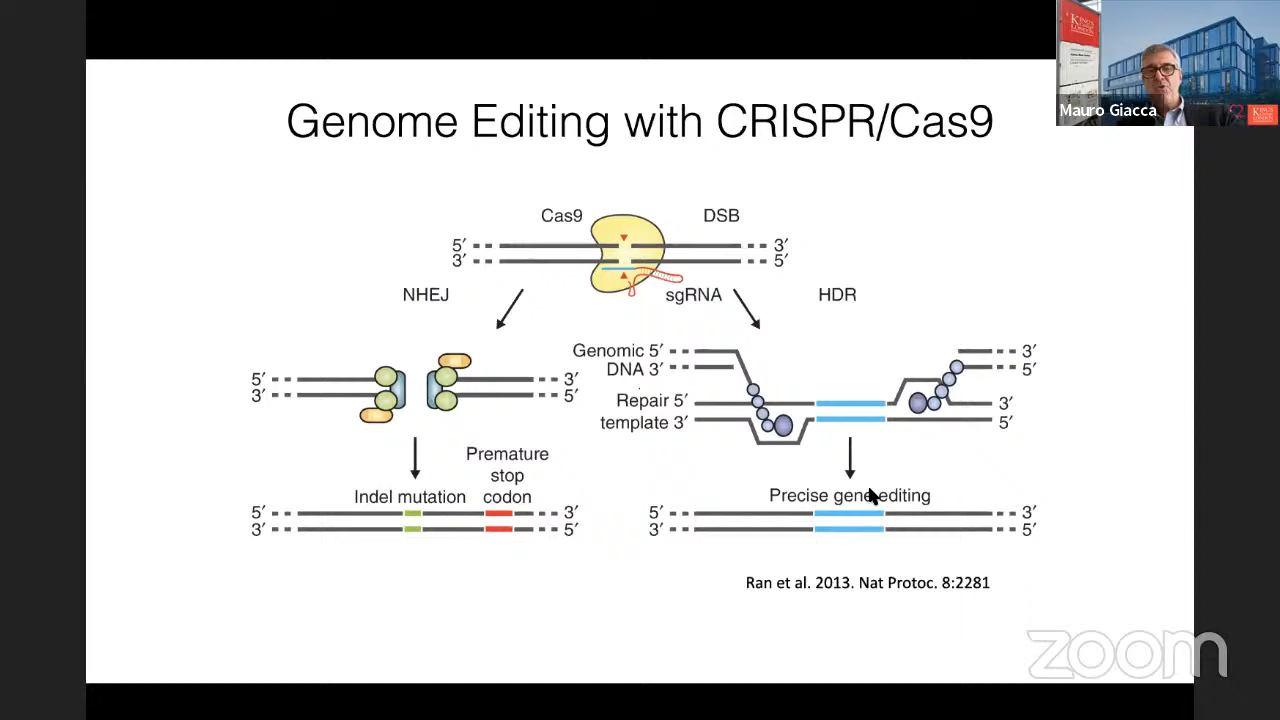 Genome Editing with CRISPR/Cas9
Mauro Giacca
KING'S
LONDON
Cas9 DSB
5′ 3′
3′ 5′
NHEJ sgRNA HDR
5′ 3′
3′ 5′
Genomic 5′ 3′
DNA 3′ 5′
Repair 5′ 3′
template 3′ 5′
Premature
stop
codon
Indel mutation
Precise gene editing
5′ 3′ 5′ 3′
3′ 5′ 3′ 5′
Ran et al. 2013. Nat Protoc. 8:2281
zoom